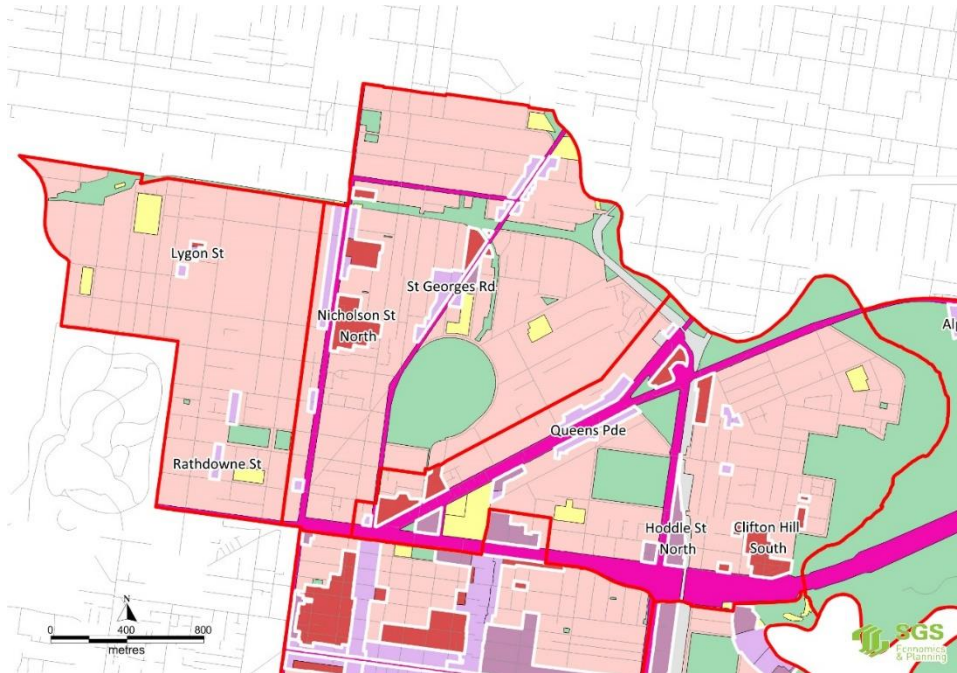 Lygon St
Nicholson St
North
St Georges Rd
Queens Pde
Rathdowne St
Hoddle St
North
Clifton Hill
South
Alp
N
0 400 800
metres
SGS
Economics
& Planning